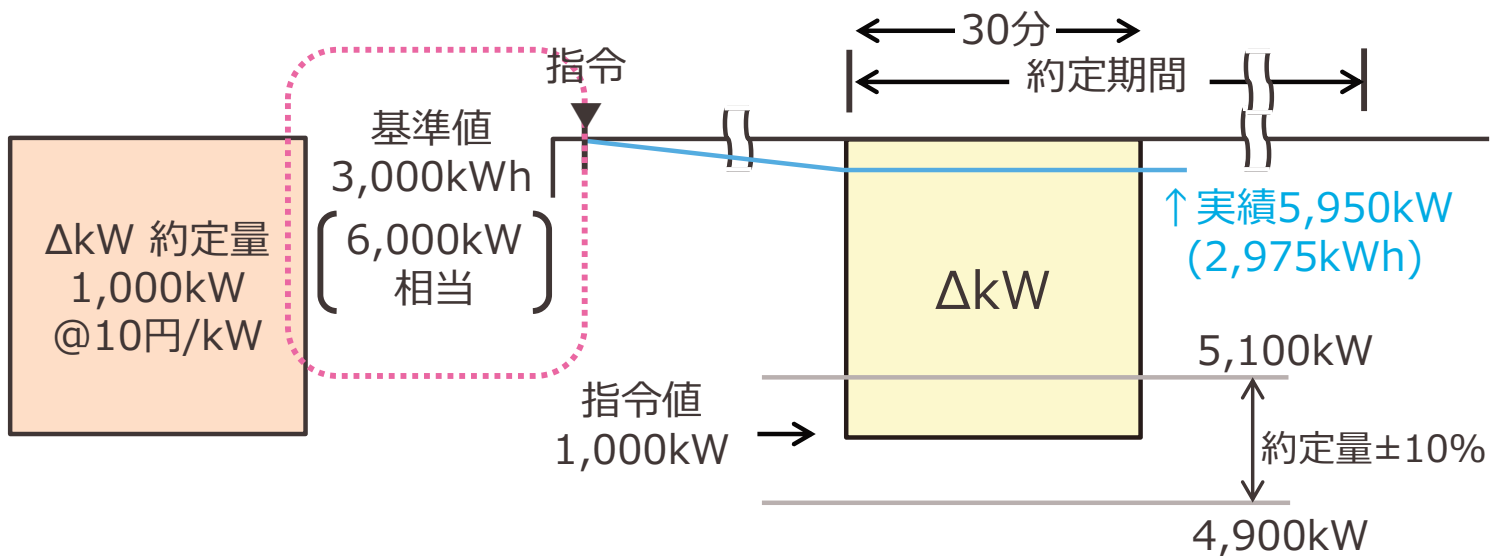 30分
約定期間
指令
基準値
3,000kWh
6,000kW
相当
ΔkW 約定量
1,000kW
@10円/kW
ΔkW
↑実績5,950kW
(2,975kWh)
5,100kW
指令値
1,000kW
約定量±10%
4,900kW